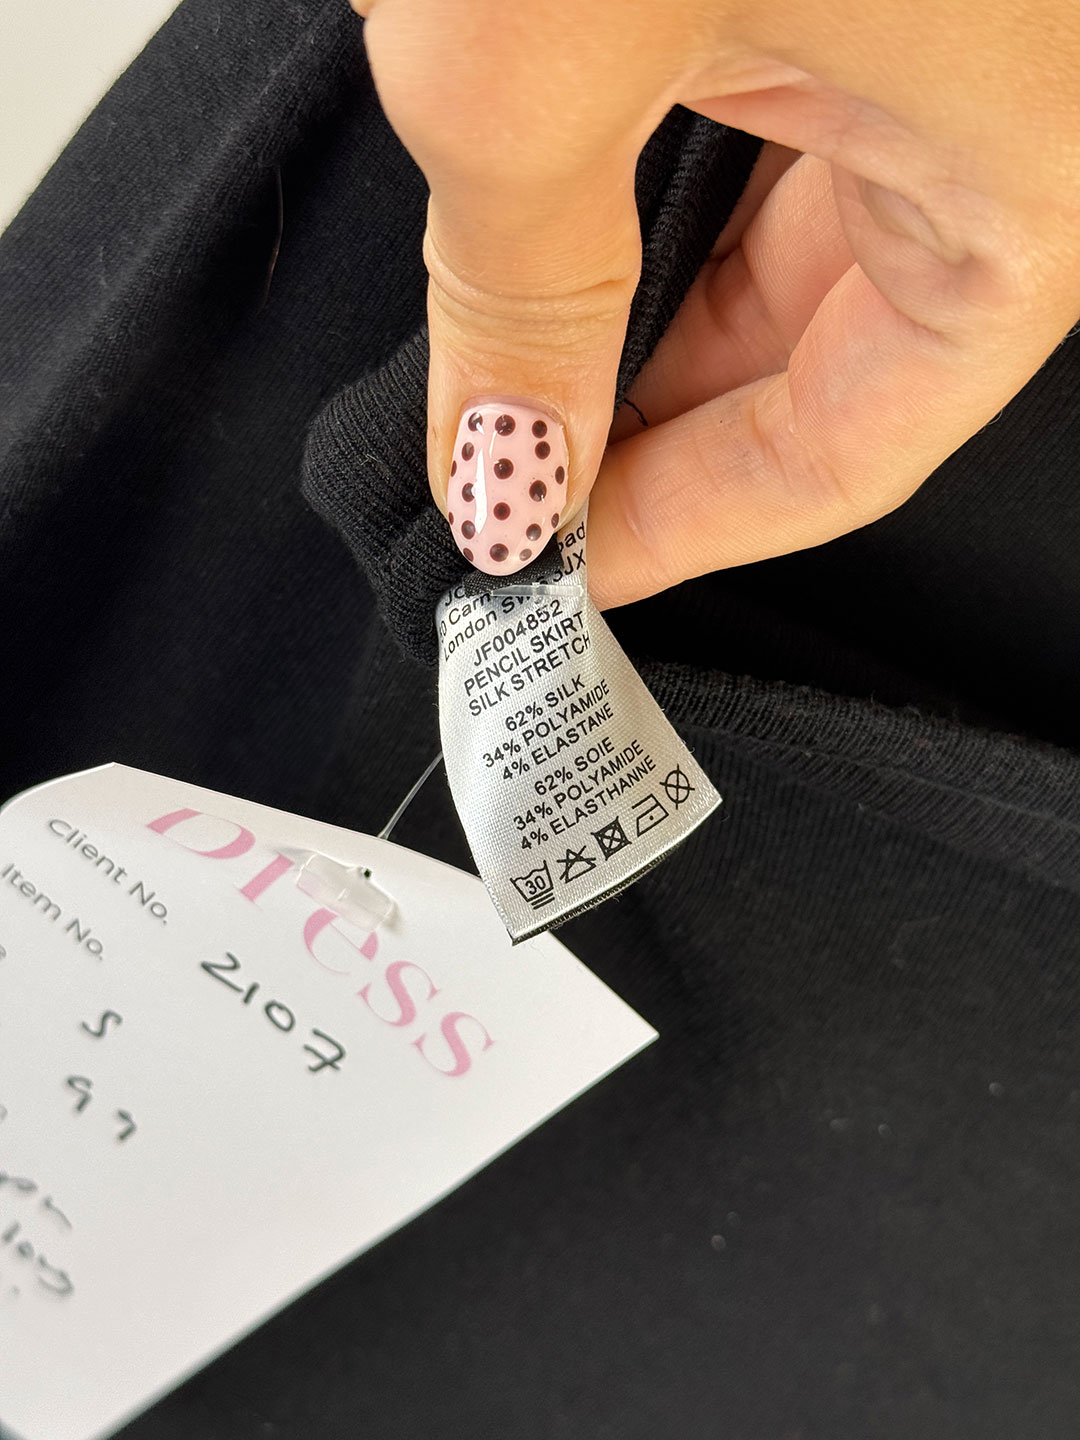 London
JF004852
PENCIL SKIRT
SILK STRETCH
62% SILK
34% POLYAMIDE
4% ELASTANE
62% SOIE
34% POLYAMIDE
4% ELASTHANNE
30
Dress
Client No.
2107
Item No.
S
97